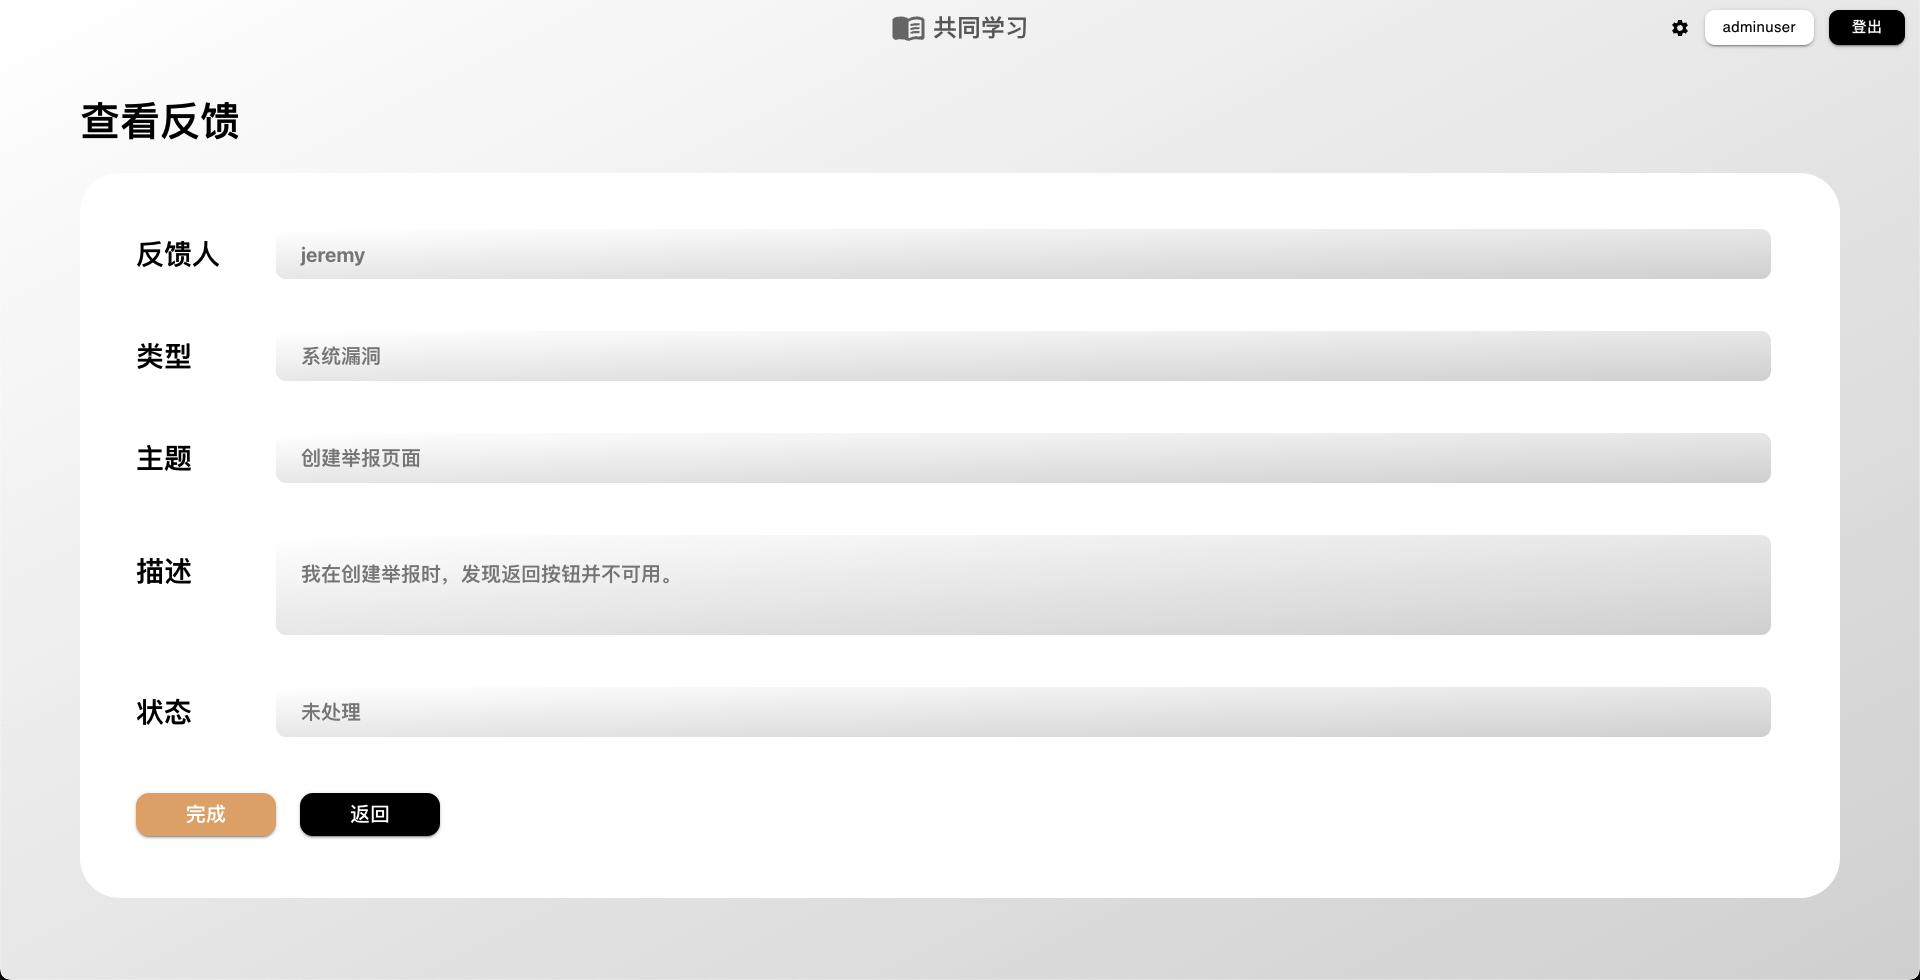 共同学习
adminuser
登出
查看反馈
反馈人
jeremy
类型
系统漏洞
主题
创建举报页面
描述
我在创建举报时，发现返回按钮并不可用。
状态
未处理
完成
返回